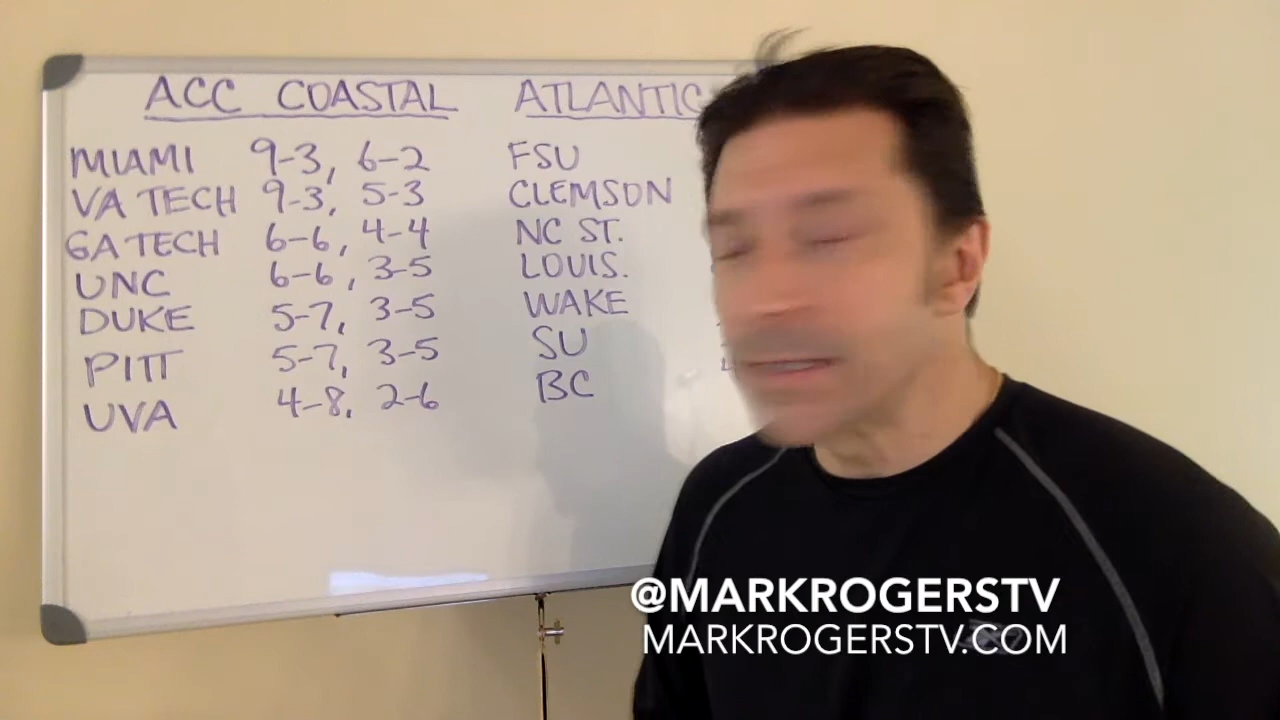 ACC COASTAL ATLANTIC
MIAMI 9-3, 6-2 FSU
VA TECH 9-3, 5-3 CLEMSON
GA TECH 6-6, 4-4 NC ST.
UNC 6-6, 3-5 LOUIS.
DUKE 5-7, 3-5 WAKE
PITT 5-7, 3-5 SU
UVA 4-8, 2-6 BC
@MARKROGERSTV
MARKROGERSTV.COM